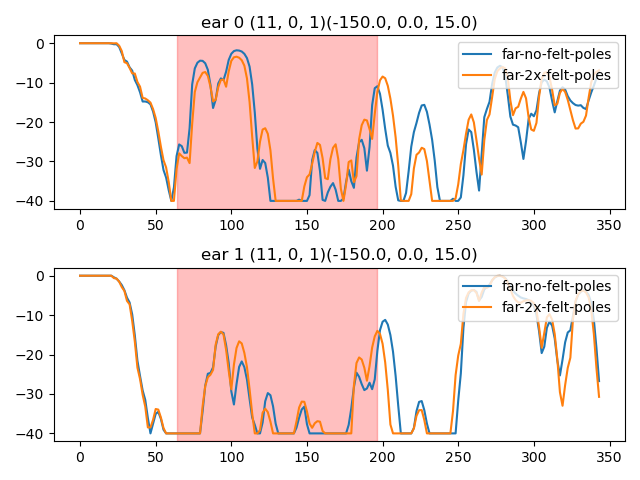 ear 0 (11, 0, 1)(-150.0, 0.0, 15.0)
0
−10
−20
−30
−40
far-no-felt-poles
far-2x-felt-poles
0 50 100 150 200 250 300 350
ear 1 (11, 0, 1)(-150.0, 0.0, 15.0)
0
−10
−20
−30
−40
far-no-felt-poles
far-2x-felt-poles
0 50 100 150 200 250 300 350